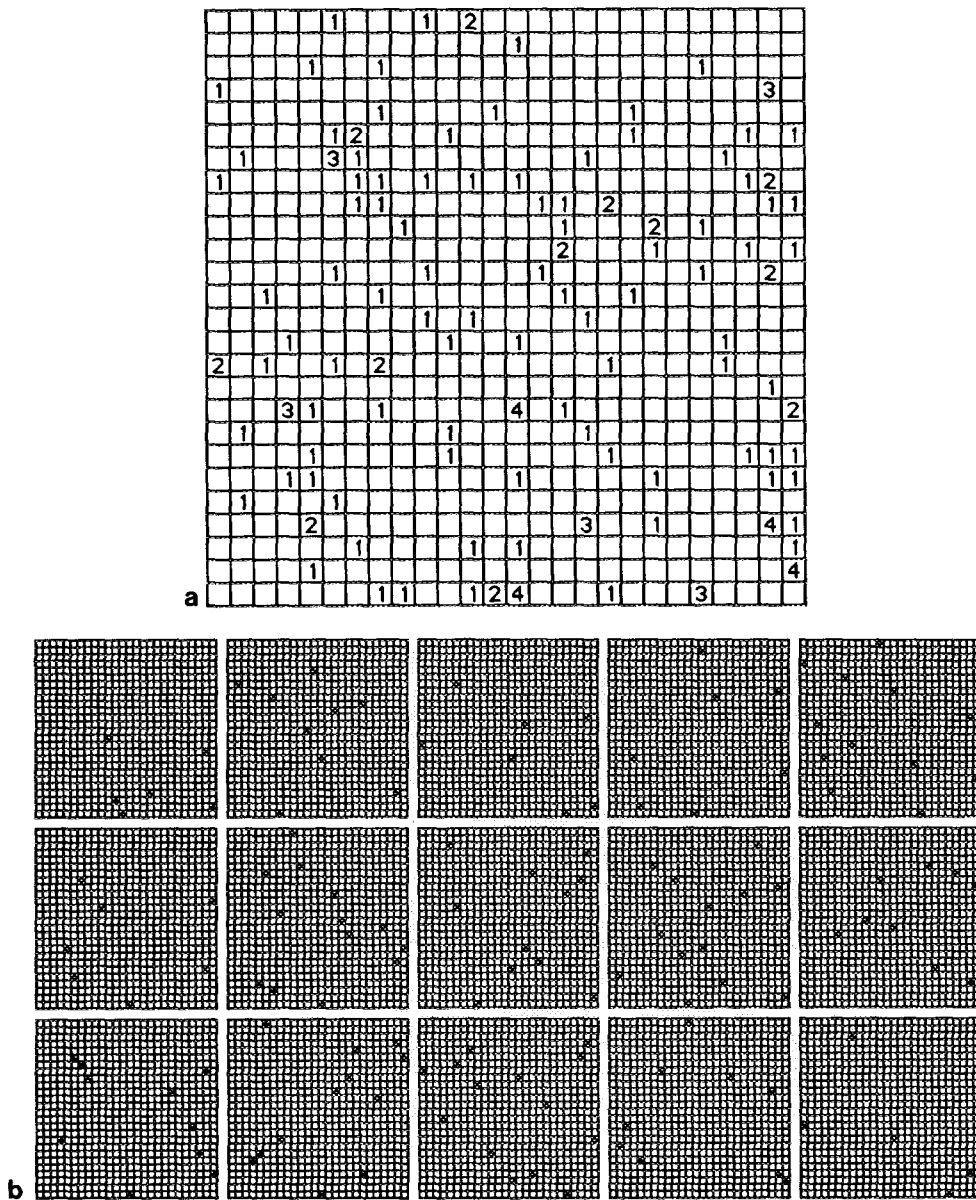 1 1 2
1
1 1 1
1 3
1 1 1
1 2 1 1 1 1
1 3 1 1 1
1 1 1 1 1 1 1 2
1 1 1 1 2 1 1
1 1 2 1
2 1 1 1
1 1 1 1 2
1 1 1 1
1 1 1
1 1 1 1
2 1 1 2 1 1
1
3 1 1 4 1 2
1 1 1
1 1 1 1 1 1
1 1 1 1 1 1
1 1
2 3 1 4 1
1 1 1 1
1 4
a 1 1 1 2 4 1 3
b